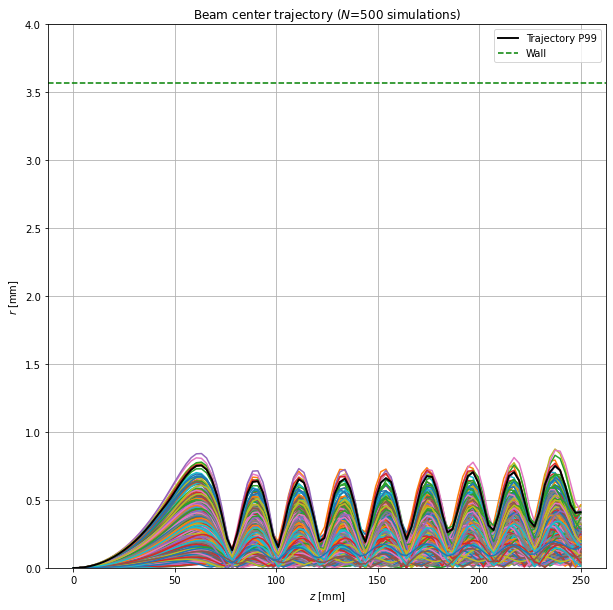 Beam center trajectory (N=500 simulations)
Trajectory P99
Wall
4.0
3.5
3.0
2.5
2.0
1.5
1.0
0.5
0.0
r [mm]
0 50 100 150 200 250
z [mm]